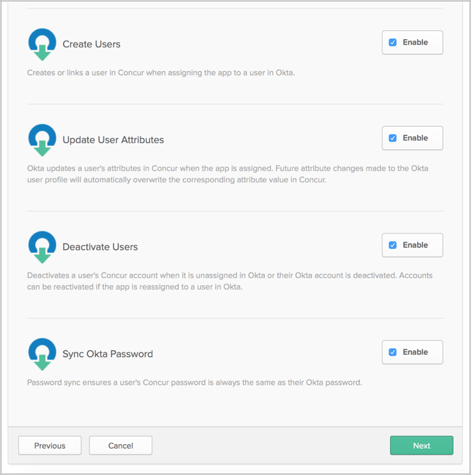 Create Users
Enable
Creates or links a user in Concur when assigning the app to a user in Okta.
Update User Attributes
Enable
Okta updates a user's attributes in Concur when the app is assigned. Future attribute changes made to the Okta
user profile will automatically overwrite the corresponding attribute value in Concur.
Deactivate Users
Enable
Deactivates a user's Concur account when it is unassigned in Okta or their Okta account is deactivated. Accounts
can be reactivated if the app is reassigned to a user in Okta.
Sync Okta Password
Enable
Password sync ensures a user's Concur password is always the same as their Okta password.
Previous
Cancel
Next